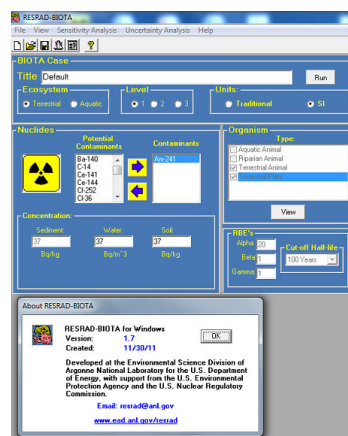 RESRAD-BIOTA
File View Sensitivity Analysis Uncertainty Analysis Help
BIOTA Case
Title Default Run
Ecosystem Level Units:
Terrestrial Aquatic 1 2 3 Traditional SI
Nuclides
Potential Contaminants
Contaminants
Ba-140
C-14
Ce-141
Ce-144
Cf-252
Cl-36
Am-241
Organism
Type:
Aquatic Animal
Riparian Animal
Terrestrial Animal
Terrestrial Plant
View
Concentration:
Sediment: Water: Soil:
37 37 37
Bq/kg Bq/m^3 Bq/kg
RBE's
Alpha: 20
Beta: 1
Gamma: 1
Cut-off Half-life
100 Years
About RESRAD-BIOTA
RESRAD-BIOTA for Windows
Version: 1.7
Created: 11/30/11
OK
Developed at the Environmental Science Division of
Argonne National Laboratory for the U.S. Department
of Energy, with support from the U.S. Environmental
Protection Agency and the U.S. Nuclear Regulatory
Commission.
Email: resrad@anl.gov
www.ead.anl.gov/resrad